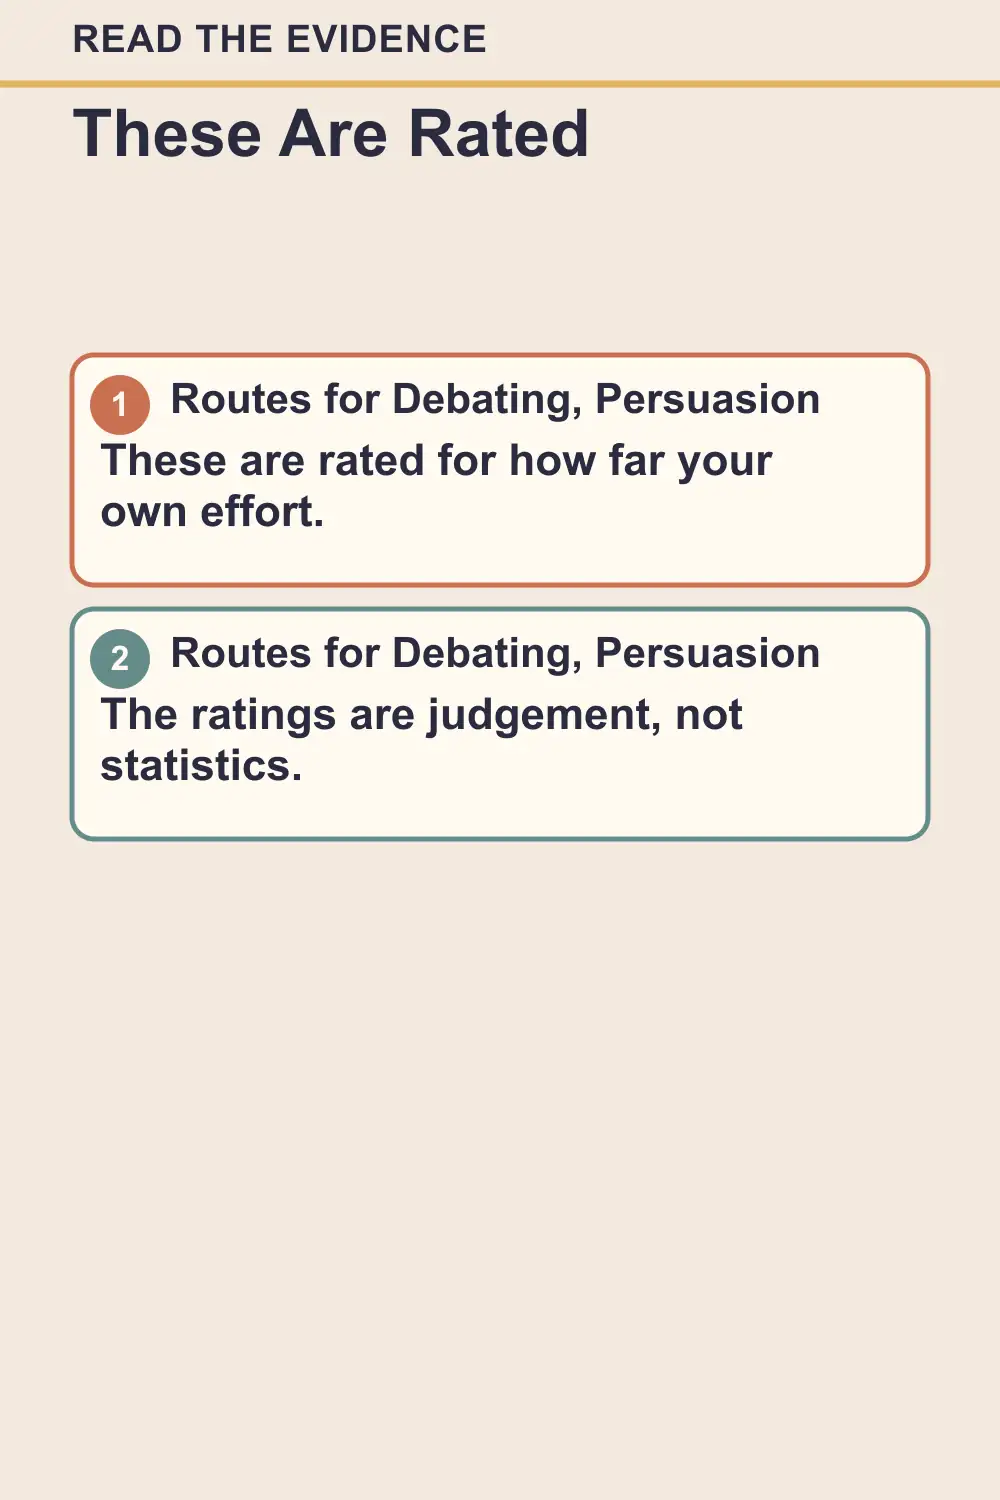 READ THE EVIDENCE
These Are Rated
1 Routes for Debating, Persuasion
These are rated for how far your
own effort.
2 Routes for Debating, Persuasion
The ratings are judgement, not
statistics.